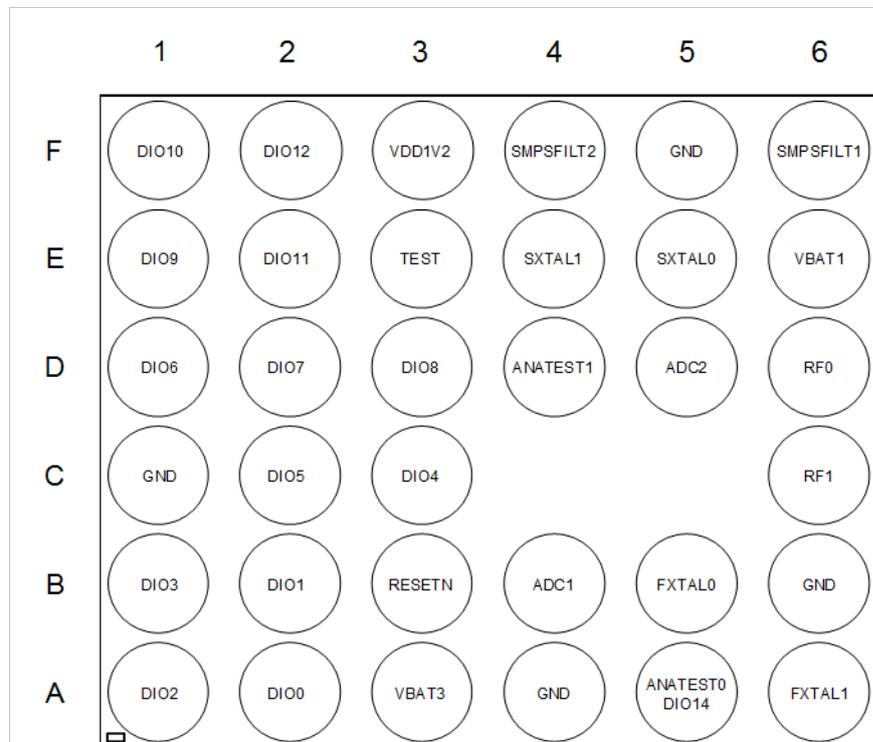 1 2 3 4 5 6
F DIO10 DIO12 VDD1V2 SMPSFILT2 GND SMPSFILT1
E DIO9 DIO11 TEST SXTAL1 SXTAL0 VBAT1
D DIO6 DIO7 DIO8 ANATEST1 ADC2 RF0
C GND DIO5 DIO4 RF1
B DIO3 DIO1 RESETN ADC1 FXTAL0 GND
A DIO2 DIO0 VBAT3 GND ANATEST0 FXTAL1
DIO14